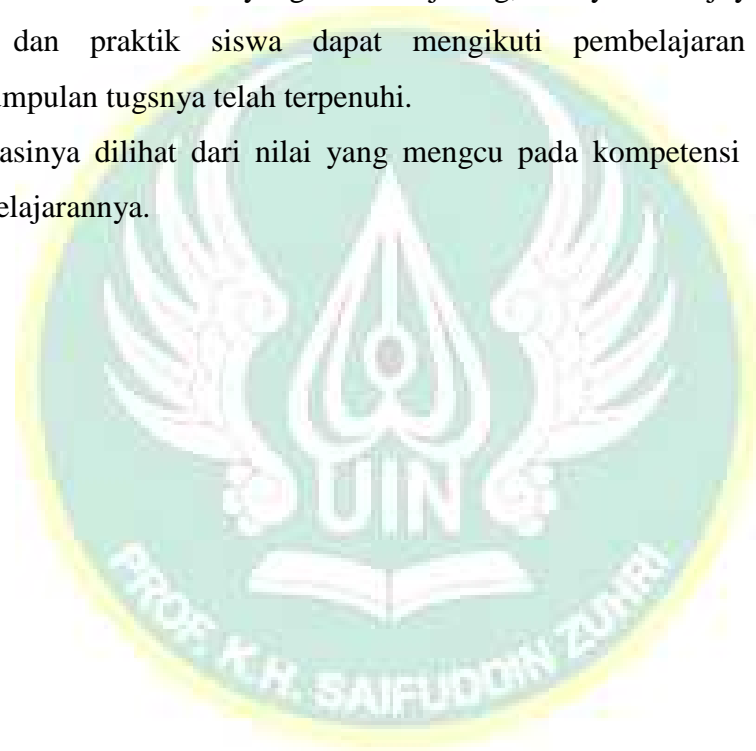 dan praktik siswa dapat mengikuti pembelajaran
umpulan tugsnya telah terpenuhi.
asinya dilihat dari nilai yang mengcu pada kompetensi
elajarannya.
UIN
PROF. K.H. SAIFUDDIN ZUHRI